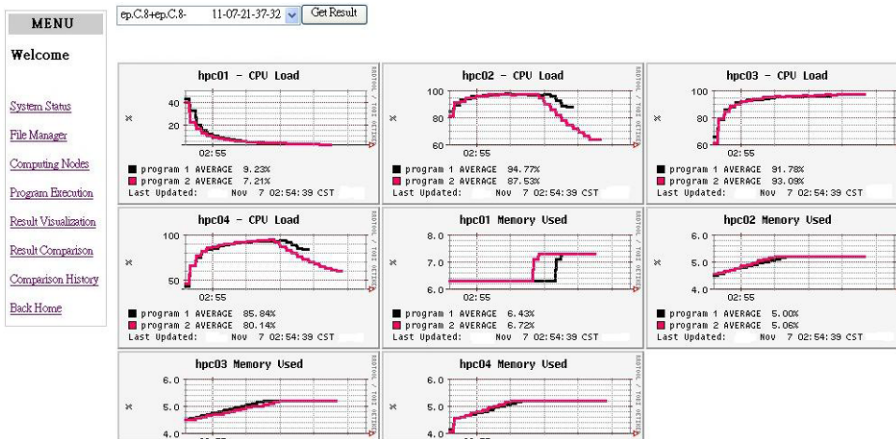 MENU
Welcome
System Status
File Manager
Computing Nodes
Program Execution
Result Visualization
Result Comparison
Comparison History
Back Home
ep.C.8+ep.C.8- 11-07-21-37-32 Get Result
hpc01 - CPU Load
%
40
20
02:55
program 1 AVERAGE 9.23%
program 2 AVERAGE 7.21%
Last Updated: Nov 7 02:54:39 CST
hpc02 - CPU Load
%
100
80
60
02:55
program 1 AVERAGE 94.77%
program 2 AVERAGE 87.53%
Last Updated: Nov 7 02:54:39 CST
hpc03 - CPU Load
%
100
80
60
02:55
program 1 AVERAGE 91.78%
program 2 AVERAGE 93.09%
Last Updated: Nov 7 02:54:39 CST
hpc04 - CPU Load
%
100
50
02:55
program 1 AVERAGE 85.84%
program 2 AVERAGE 80.14%
Last Updated: Nov 7 02:54:39 CST
hpc01 Memory Used
%
8.0
7.0
6.0
02:55
program 1 AVERAGE 6.43%
program 2 AVERAGE 6.72%
Last Updated: Nov 7 02:54:39 CST
hpc02 Memory Used
%
6.0
5.0
4.0
02:55
program 1 AVERAGE 5.00%
program 2 AVERAGE 5.06%
Last Updated: Nov 7 02:54:39 CST
hpc03 Memory Used
%
6.0
5.0
4.0
hpc04 Memory Used
%
6.0
5.0
4.0